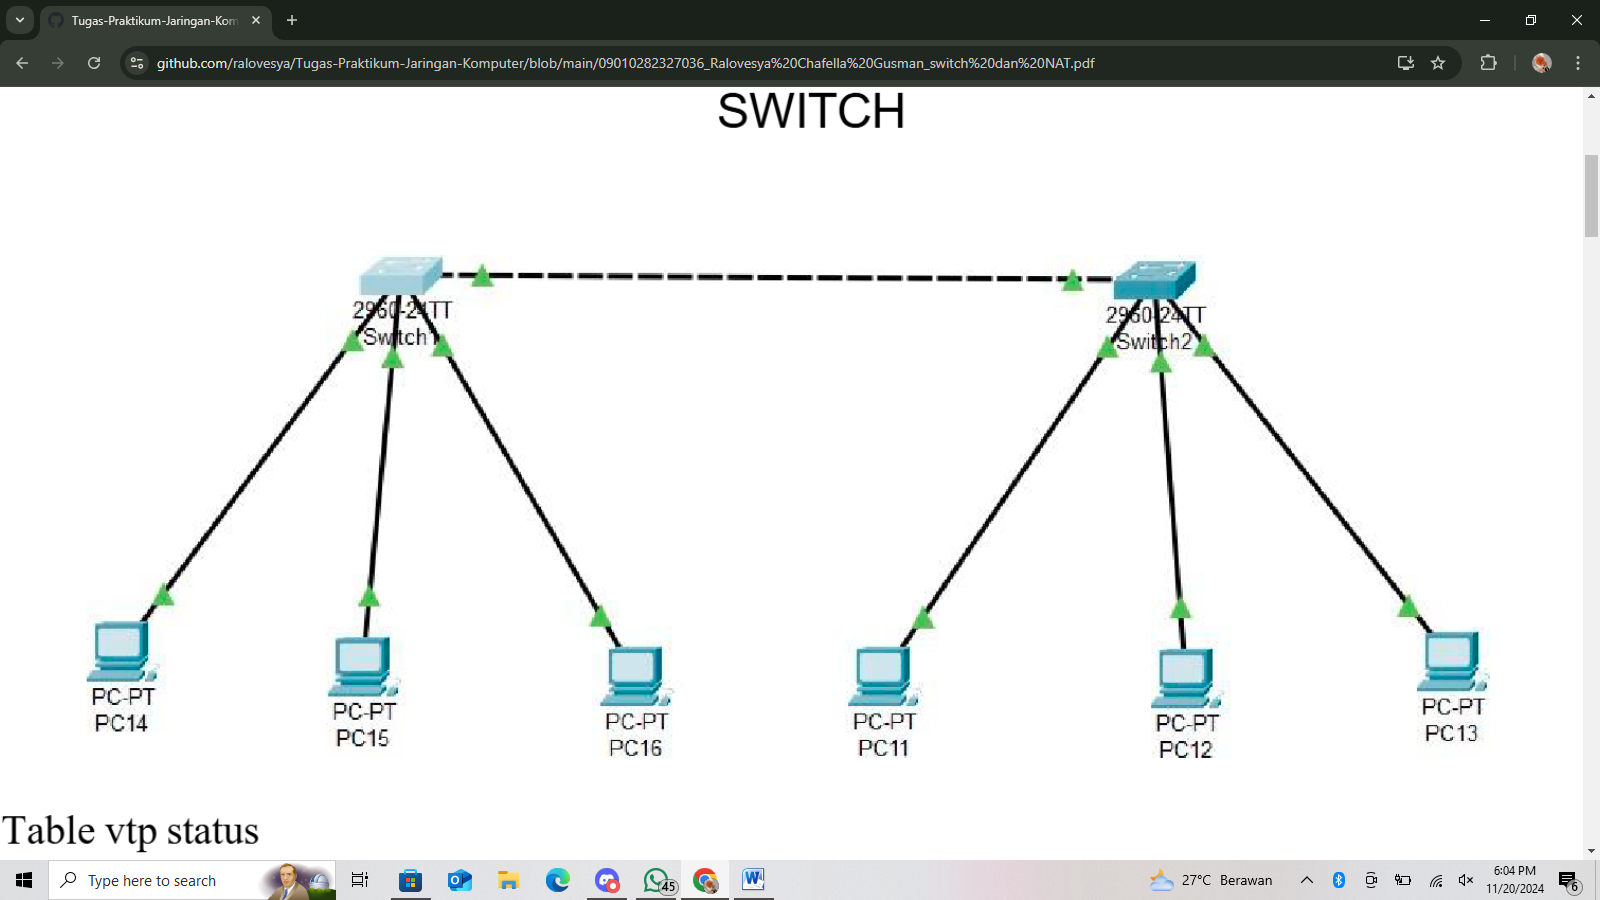 Tugas-Praktikum-Jaringan-Kom
github.com/ralovesya/Tugas-Praktikum-Jaringan-Komputer/blob/main/09010282327036_Ralovesya%20Chafella%20Gusman_switch%20dan%20NAT.pdf
SWITCH
2960-24TT
Switch1
2960-24TT
Switch2
PC-PT
PC14
PC-PT
PC15
PC-PT
PC16
PC-PT
PC11
PC-PT
PC12
PC-PT
PC13
Table vtp status
Type here to search
45
27°C Berawan
6:04 PM
11/20/2024
6